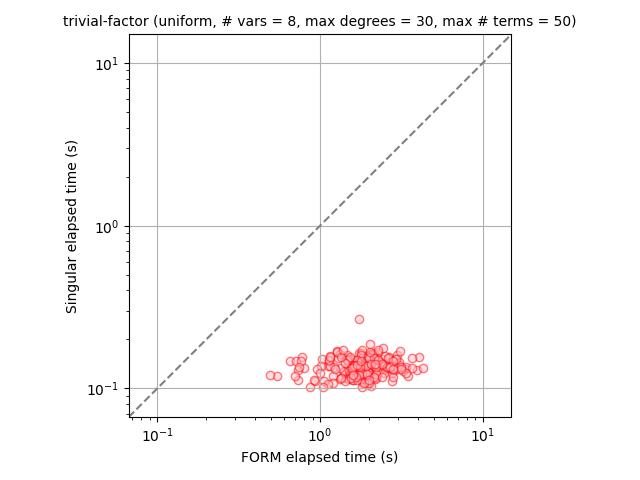 trivial-factor (uniform, # vars = 8, max degrees = 30, max # terms = 50)
Singular elapsed time (s)
10¹
10⁰
10⁻¹
10⁻¹ 10⁰ 10¹
FORM elapsed time (s)